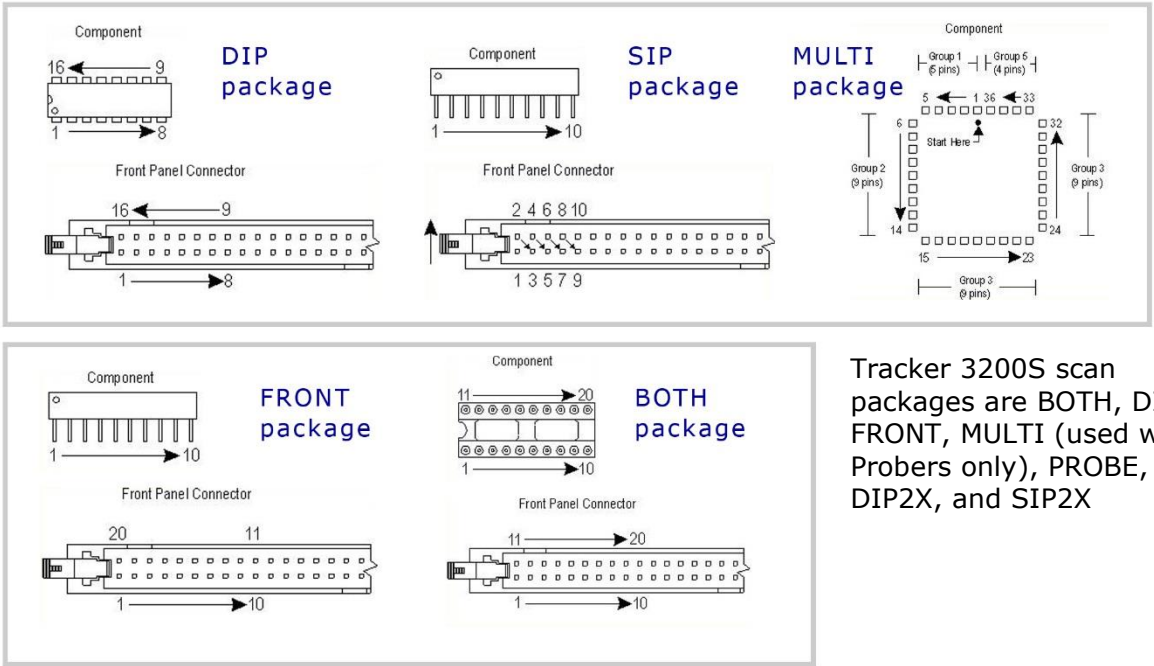 Component
16 9
1 8
DIP
package
Front Panel Connector
16 9
1 8
Component
1 10
SIP
package
Front Panel Connector
2 4 6 8 10
1 3 5 7 9
MULTI
package
Component
Group 1
(5 pins)
Group 5
(4 pins)
5 1 36 33
6 32
Start Here
Group 2
(9 pins)
Group 3
(9 pins)
14 24
15 23
Group 3
(9 pins)
Component
1 10
FRONT
package
Front Panel Connector
20 11
1 10
Component
11 20
1 10
BOTH
package
Front Panel Connector
11 20
1 10
Tracker 3200S scan
packages are BOTH,
FRONT, MULTI (used
Probers only), PROBE,
DIP2X, and SIP2X